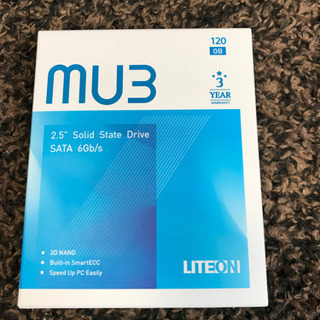 120
GB
MU3
3
YEAR
WARRANTY
2.5" Solid State Drive
SATA 6Gb/s
• 3D NAND
• Built-in SmartECC
• Speed Up PC Easily
LITEON